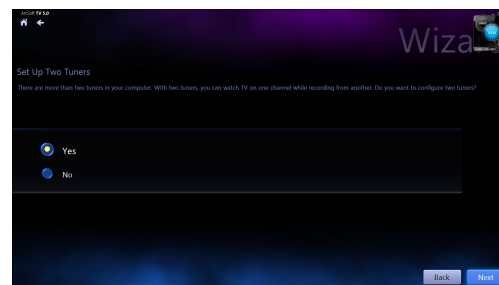 ArcSoft TV 5.0
Wiza
Set Up Two Tuners
There are more than two tuners in your computer. With two tuners, you can watch TV on one channel while recording from another. Do you want to configure two tuners?
Yes
No
Back
Next